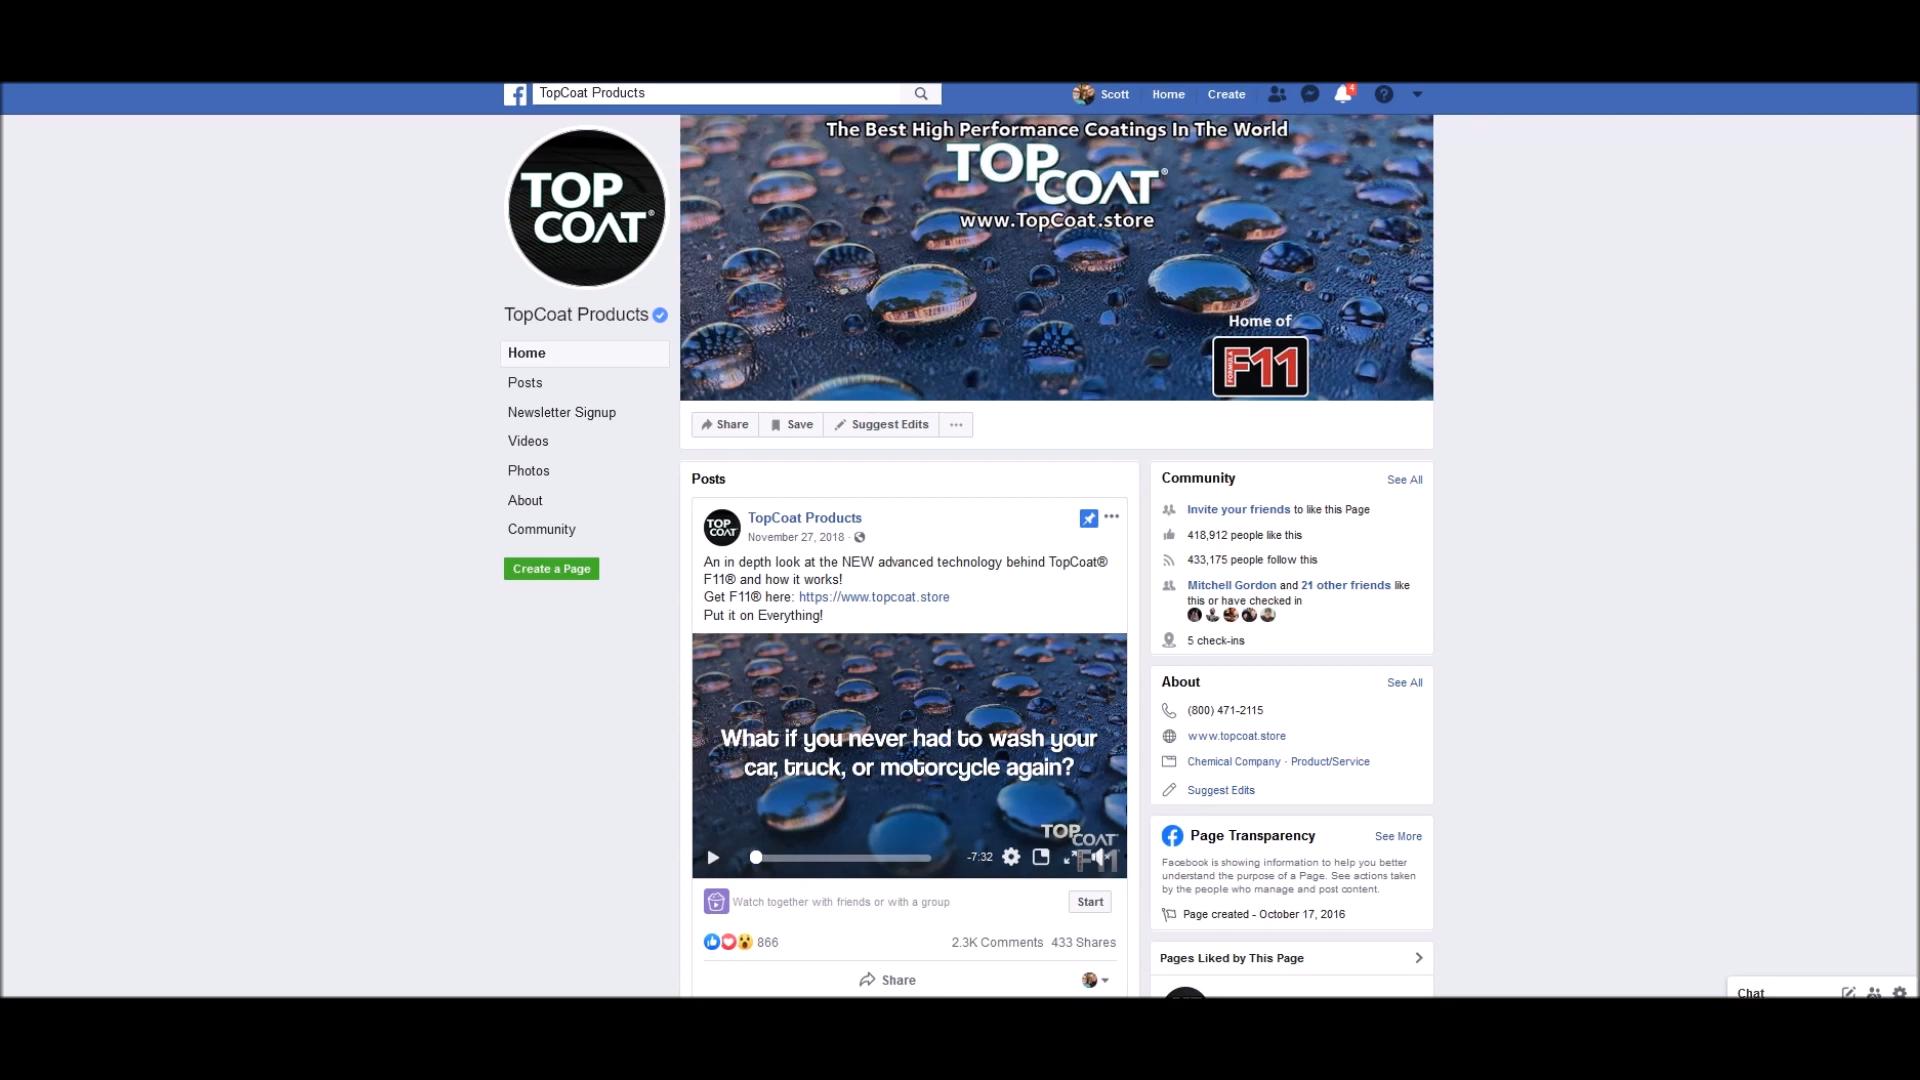 TopCoat Products
Scott Home Create 4
The Best High Performance Coatings In The World
TOP
COAT®
www.TopCoat.store
Home of
FORMULA
F11
TOP
COAT®
TopCoat Products
Home
Posts
Newsletter Signup
Videos
Photos
About
Community
Create a Page
Share Save Suggest Edits ...
Posts
TOP
COAT
TopCoat Products
November 27, 2018 ·
An in depth look at the NEW advanced technology behind TopCoat®
F11® and how it works!
Get F11® here: https://www.topcoat.store
Put it on Everything!
What if you never had to wash your
car, truck, or motorcycle again?
TOP
COAT
F11
-7:32
Watch together with friends or with a group Start
866 2.3K Comments 433 Shares
Share
Community See All
Invite your friends to like this Page
418,912 people like this
433,175 people follow this
Mitchell Gordon and 21 other friends like
this or have checked in
5 check-ins
About See All
(800) 471-2115
www.topcoat.store
Chemical Company · Product/Service
Suggest Edits
Page Transparency See More
Facebook is showing information to help you better
understand the purpose of a Page. See actions taken
by the people who manage and post content.
Page created - October 17, 2016
Pages Liked by This Page
Chat